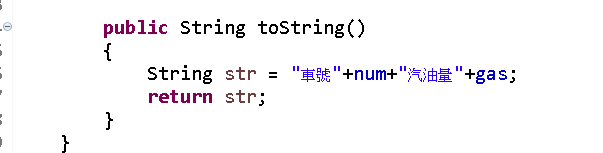 public String toString()
{
String str = "車號"+num+"汽油量"+gas;
return str;
}
}